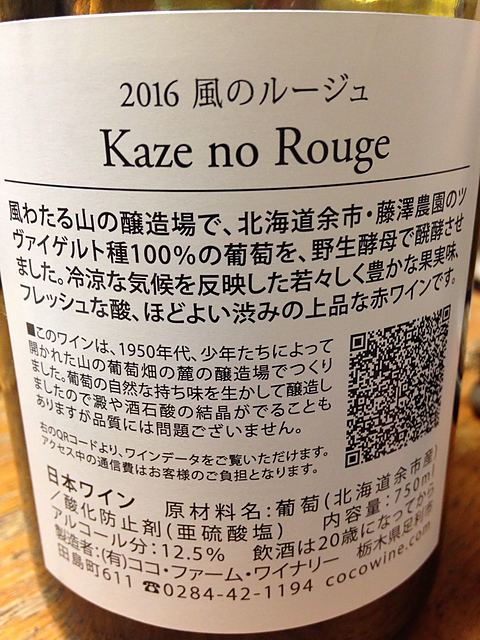 2016 風のルージュ
Kaze no Rouge
風わたる山の醸造場で、北海道余市・藤澤農園のツ
ヴァイゲルト種100%の葡萄を、野生酵母で醗酵させ
ました。冷涼な気候を反映した若々しく豊かな果実味、
フレッシュな酸、ほどよい渋みの上品な赤ワインです。
■このワインは、1950年代、少年たちによって
開かれた山の葡萄畑の麓の醸造場でつくり
ました。葡萄の自然な持ち味を生かして醸造し
ましたので澱や酒石酸の結晶がでることも
ありますが品質には問題ございません。
右のQRコードより、ワインデータをご覧いただけます。
アクセス中の通信費はお客様のご負担となります。
日本ワイン 原材料名:葡萄(北海道余市産)
/酸化防止剤(亜硫酸塩) 内容量:750ml
アルコール分:12.5% 飲酒は20歳になってから
製造者:(有)ココ・ファーム・ワイナリー 栃木県足利市
田島町611 ☎0284-42-1194 cocowine.com